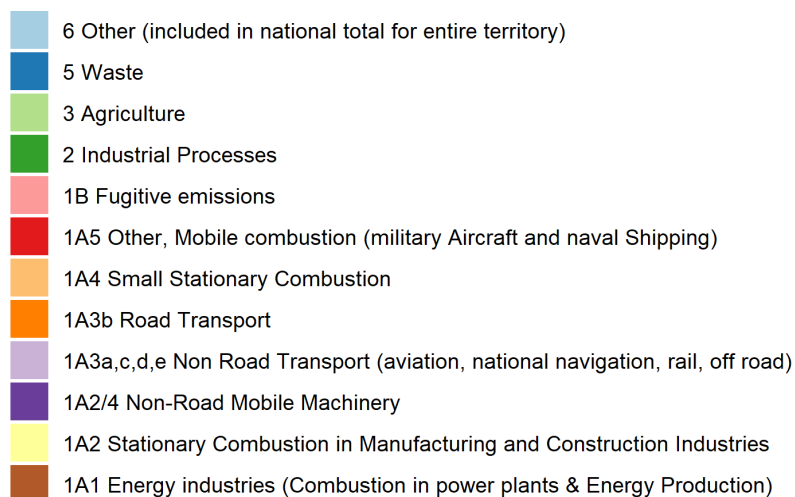 6 Other (included in national total for entire territory)
5 Waste
3 Agriculture
2 Industrial Processes
1B Fugitive emissions
1A5 Other, Mobile combustion (military Aircraft and naval Shipping)
1A4 Small Stationary Combustion
1A3b Road Transport
1A3a,c,d,e Non Road Transport (aviation, national navigation, rail, off road)
1A2/4 Non-Road Mobile Machinery
1A2 Stationary Combustion in Manufacturing and Construction Industries
1A1 Energy industries (Combustion in power plants & Energy Production)